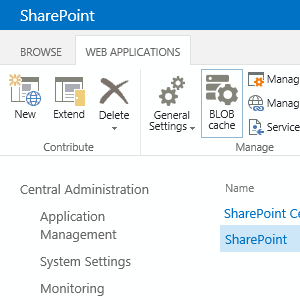 SharePoint
BROWSE
WEB APPLICATIONS
New
Extend
Delete
General
Settings
BLOB
cache
Manag
Manag
Service
Contribute
Manage
Central Administration
Application
Management
System Settings
Monitoring
Name
SharePoint Ce
SharePoint